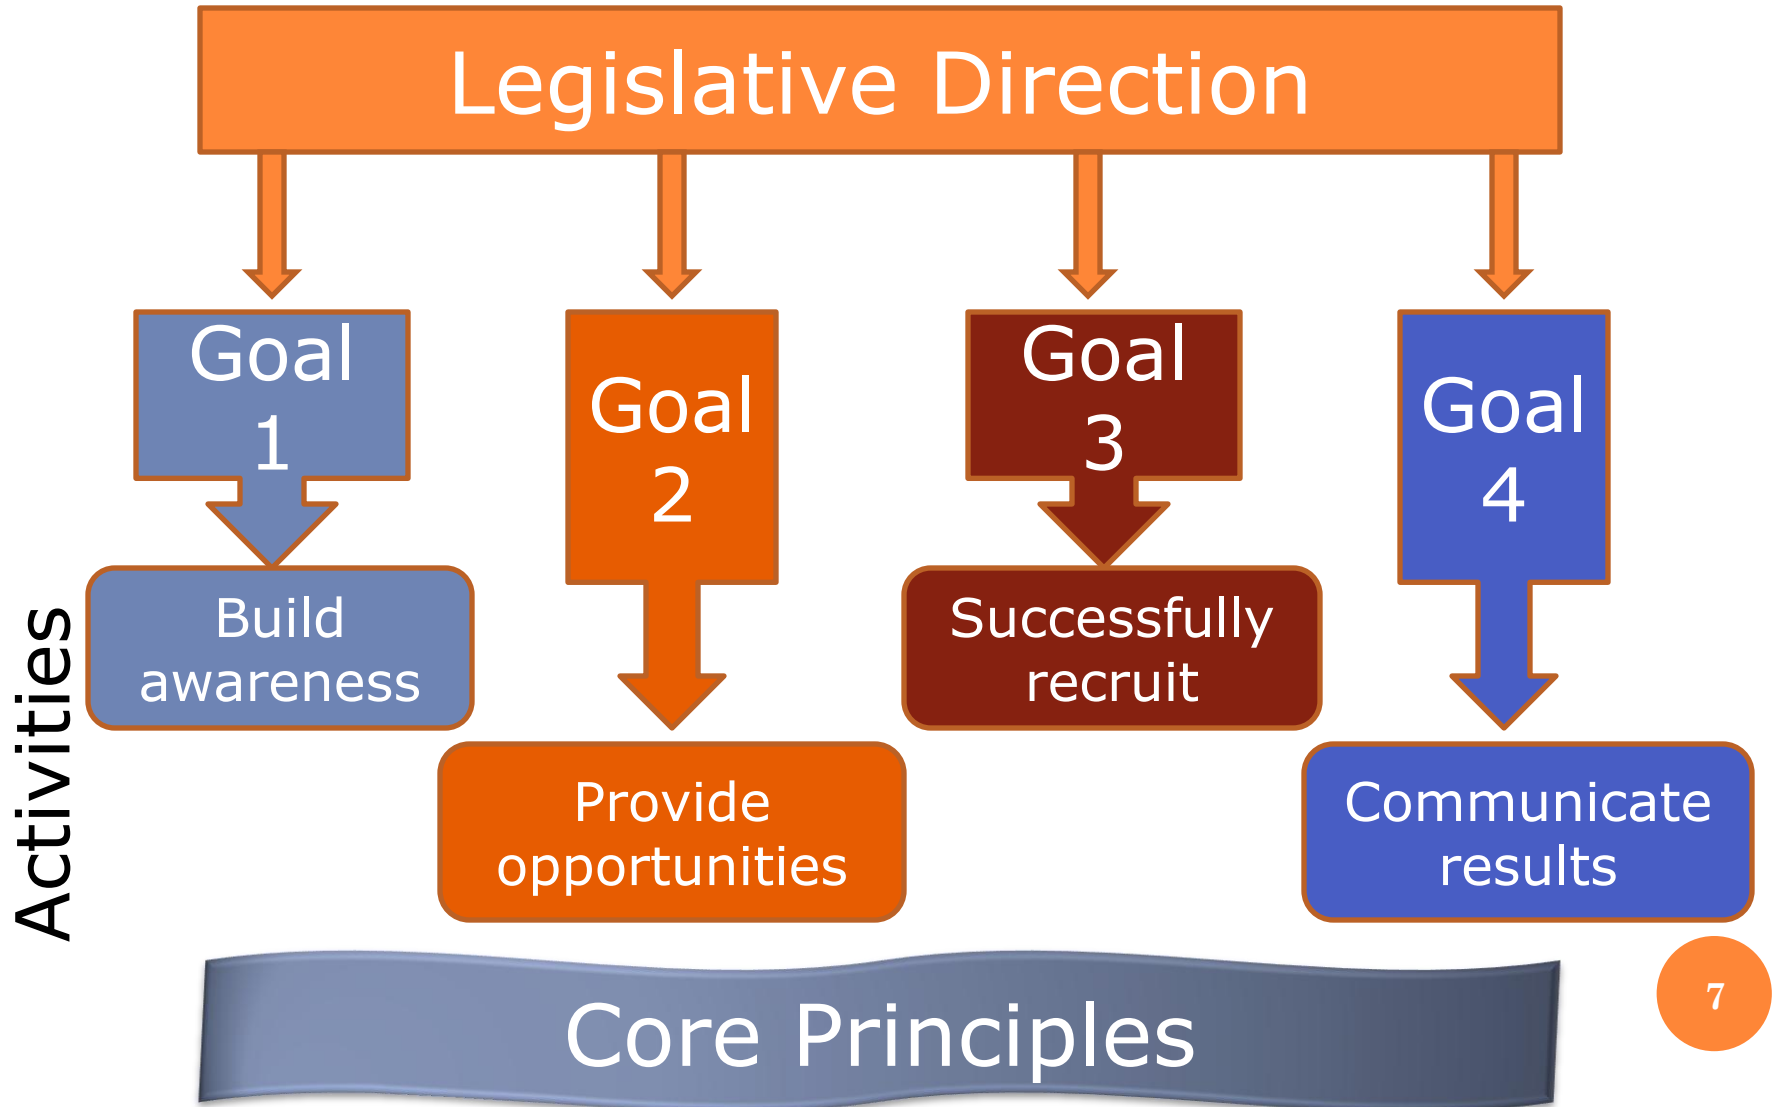 Legislative Direction
Goal
1
Goal
2
Goal
3
Goal
4
Activities
Build
awareness
Provide
opportunities
Successfully
recruit
Communicate
results
Core Principles
7